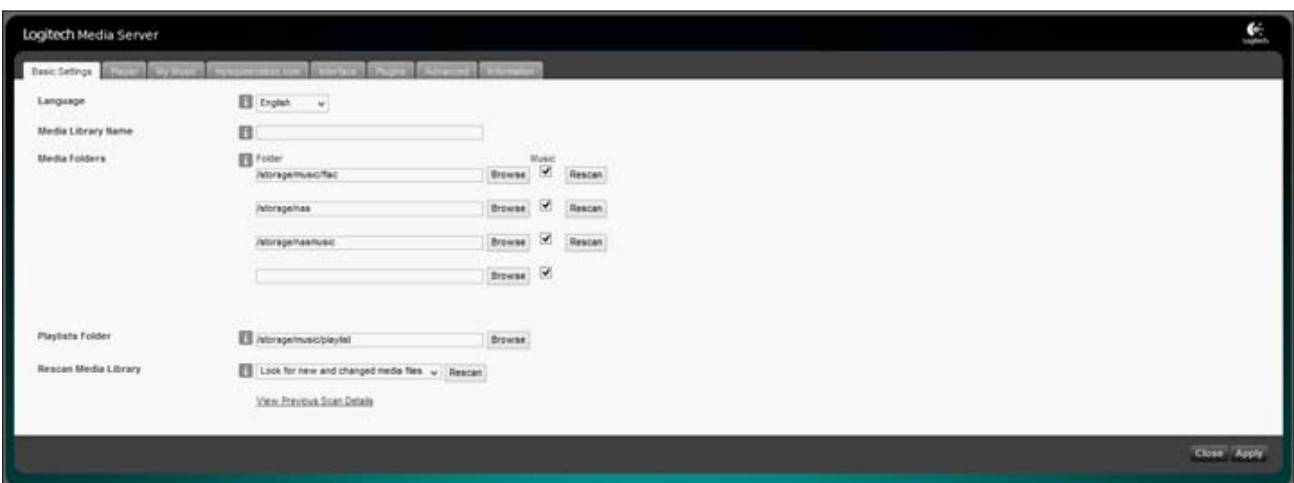 Logitech Media Server
Logitech
Basic Settings Player My Music mysqueezebox.com Interface Plugins Advanced Information
Language English
Media Library Name
Media Folders Folder Music
/storage/music/flac Browse Rescan
/storage/nas Browse Rescan
/storage/nasmusic Browse Rescan
Browse
Playlists Folder /storage/music/playlist Browse
Rescan Media Library Look for new and changed media files Rescan
View Previous Scan Details
Close Apply